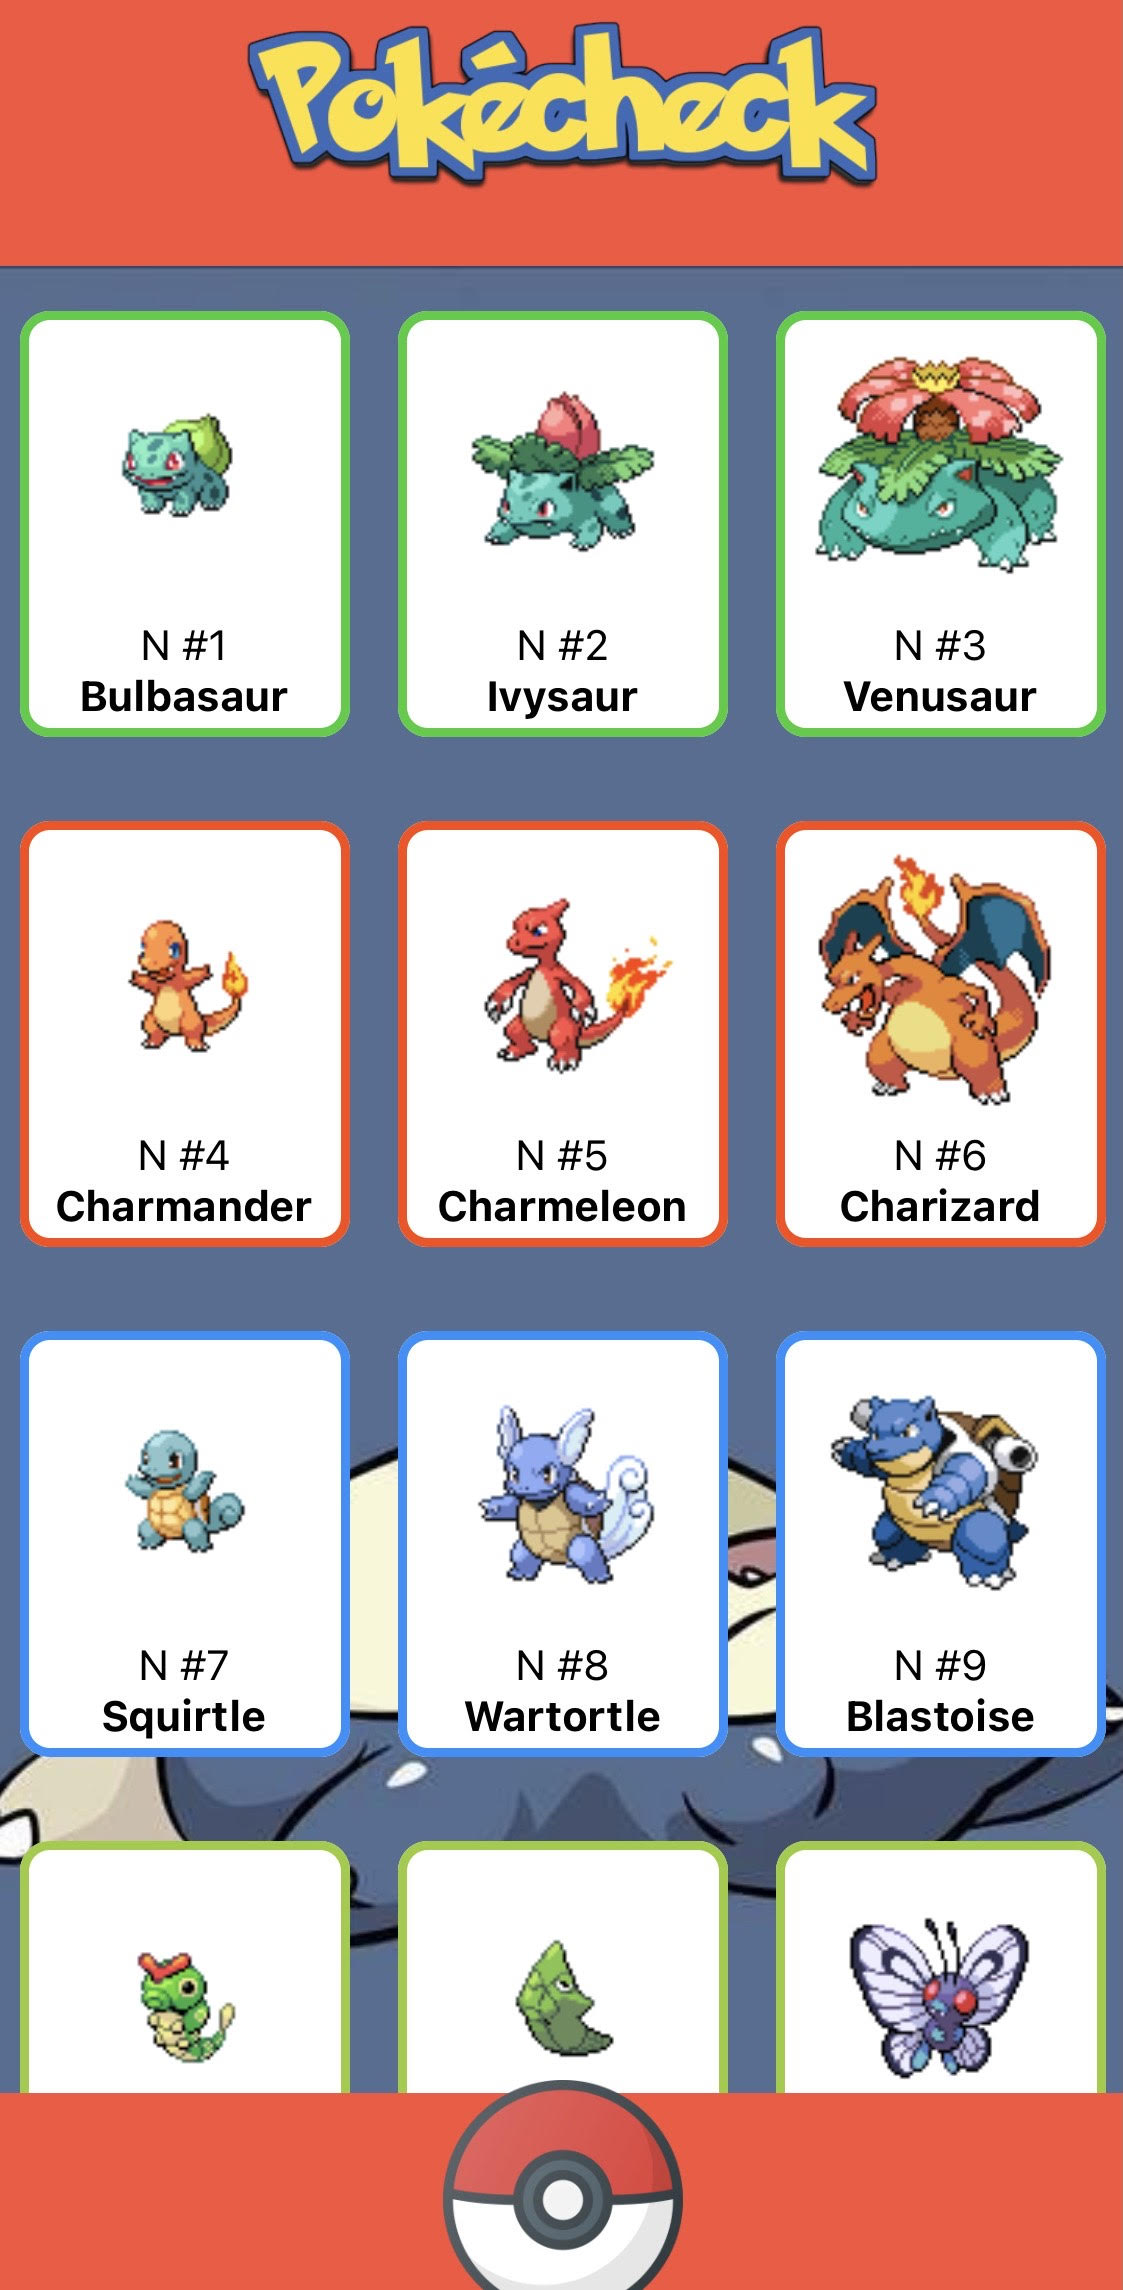 Pokécheck
N #1
Bulbasaur
N #2
Ivysaur
N #3
Venusaur
N #4
Charmander
N #5
Charmeleon
N #6
Charizard
N #7
Squirtle
N #8
Wartortle
N #9
Blastoise